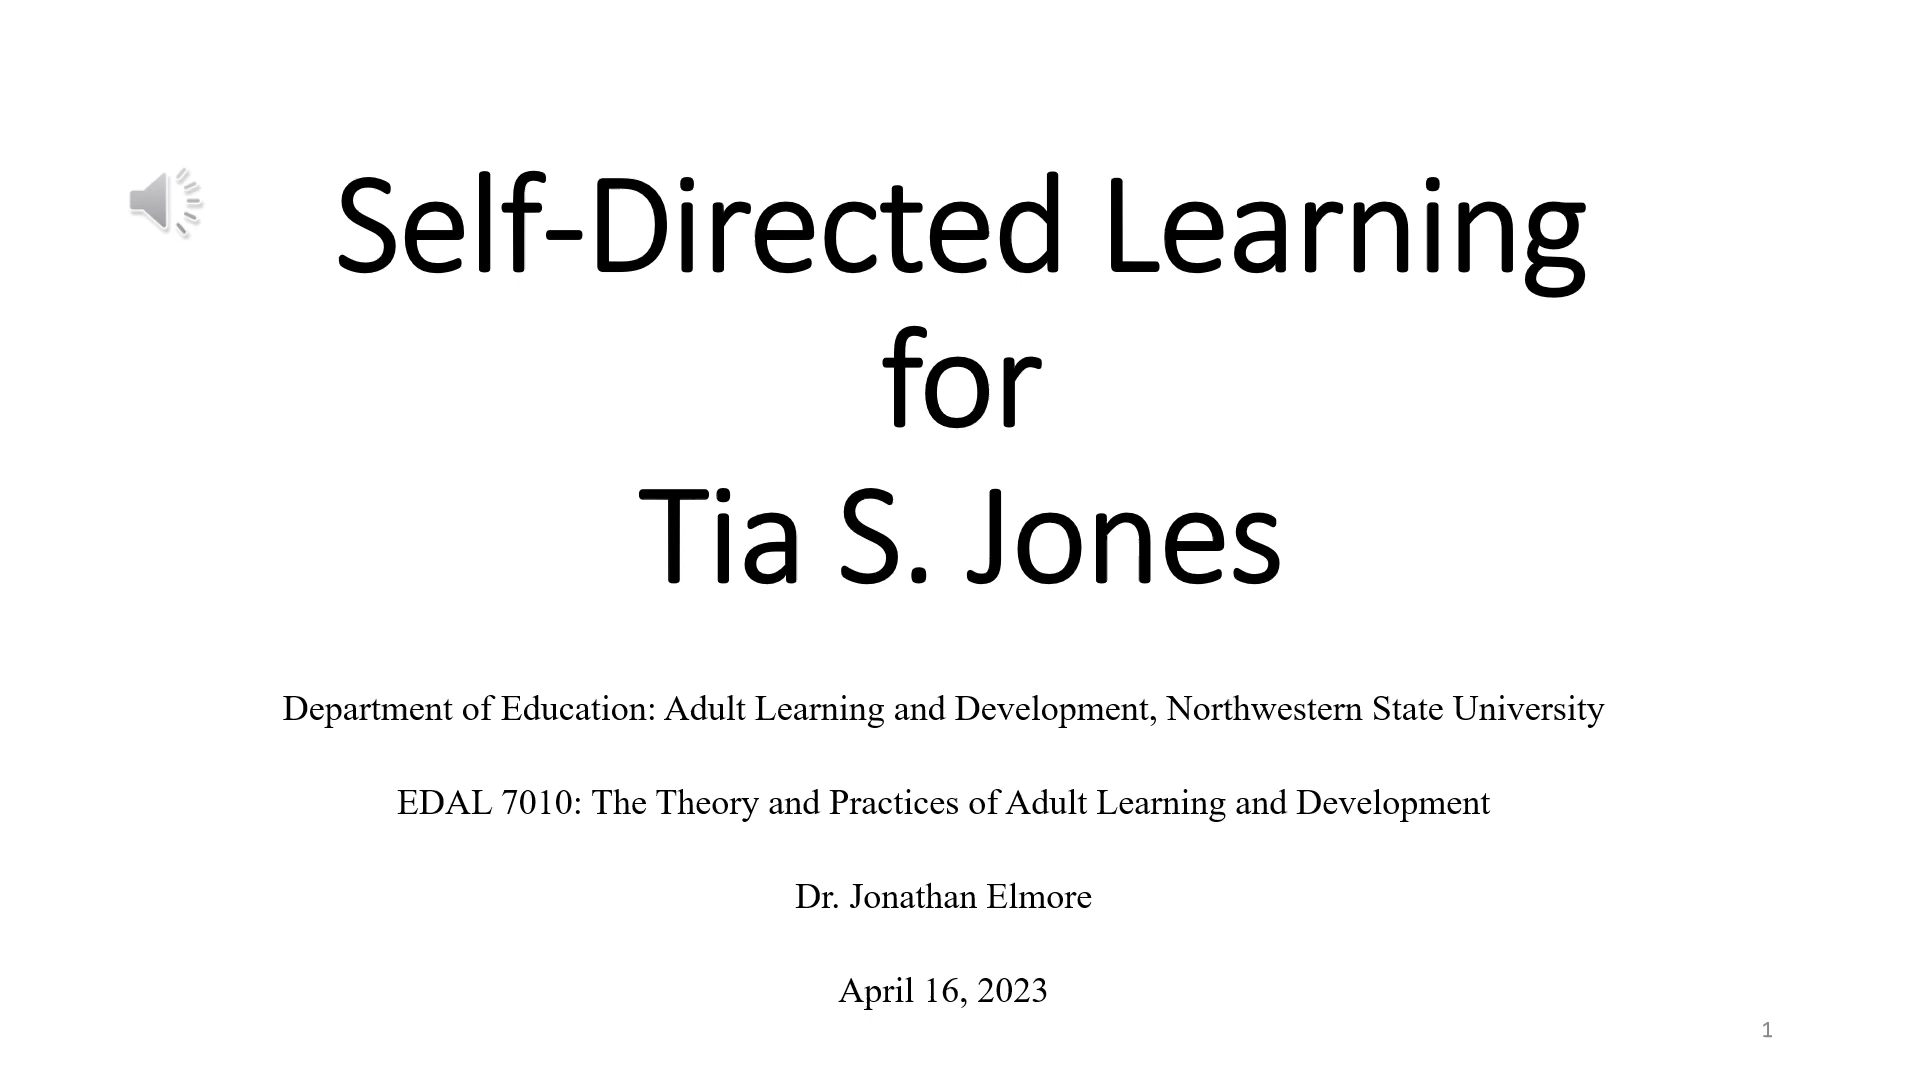 Self-Directed Learning
for
Tia S. Jones
Department of Education: Adult Learning and Development, Northwestern State University
EDAL 7010: The Theory and Practices of Adult Learning and Development
Dr. Jonathan Elmore
April 16, 2023
1